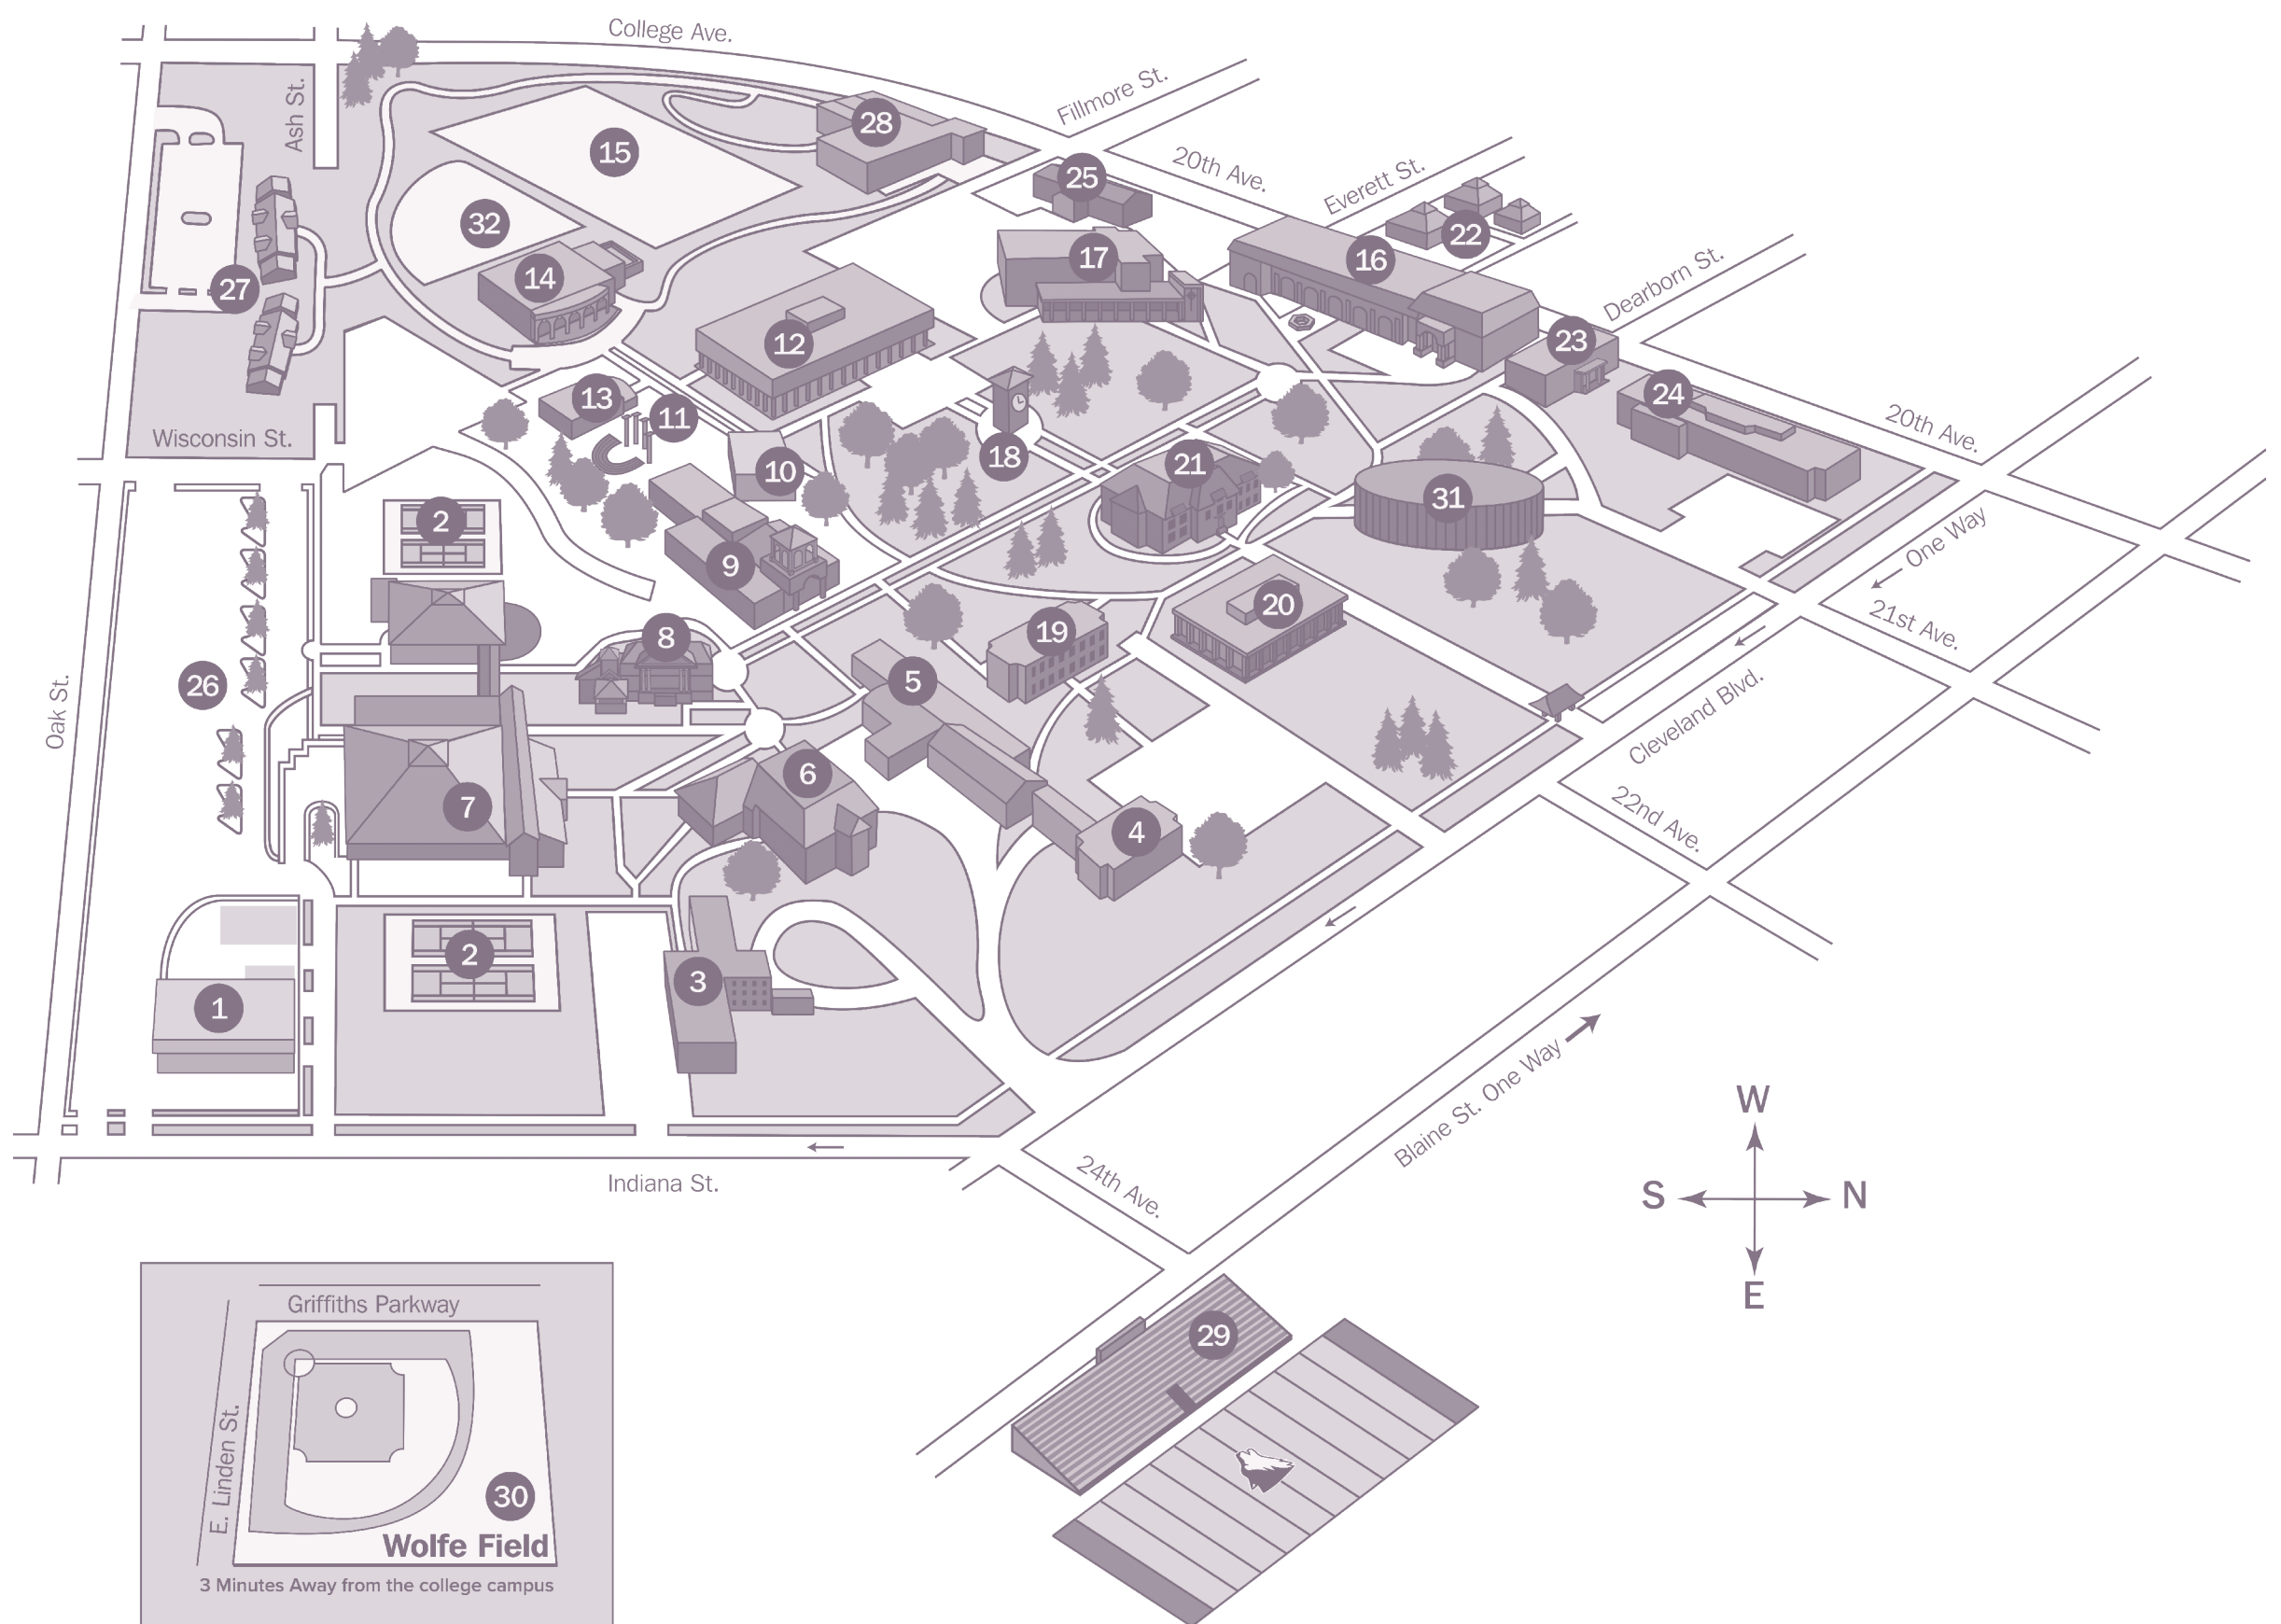 College Ave.
Fillmore St.
Ash St.
28
15
20th Ave.
25
Everett St.
32
22
17
16
14
27
Dearborn St.
12
23
24
13
11
20th Ave.
Wisconsin St.
18
21
10
31
2
One Way
9
20
21st Ave.
19
8
5
26
Oak St.
Cleveland Blvd.
6
7
22nd Ave.
4
2
3
1
Blaine St. One Way
W
Indiana St.
24th Ave.
S
N
E
Griffiths Parkway
29
E. Linden St.
30
Wolfe Field
3 Minutes Away from the college campus